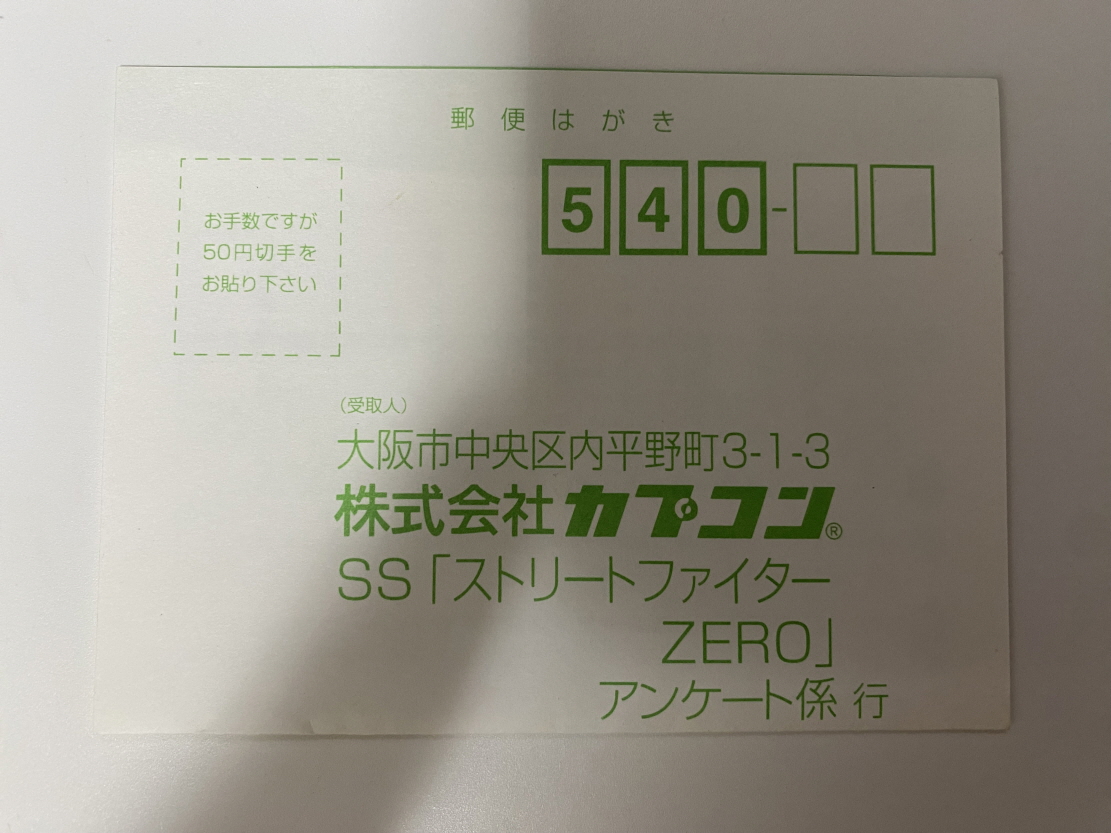 郵便はがき
540-
お手数ですが
50円切手を
お貼り下さい
(受取人)
大阪市中央区内平野町3-1-3
株式会社カプコン®
SS「ストリートファイター
ZERO」
アンケート係 行